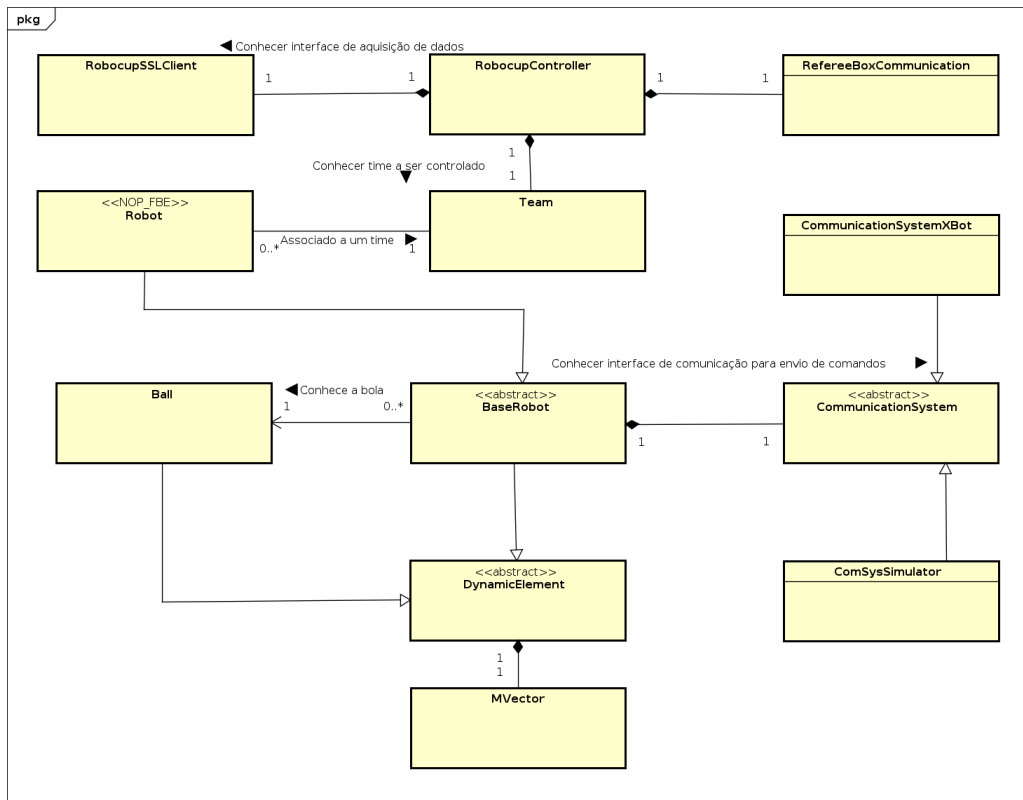 pkg
Conhecer interface de aquisição de dados
RobocupSSLClient
RobocupController
RefereeBoxCommunication
1
1
1
1
1
Conhecer time a ser controlado
1
<<NOP_FBE>>
Robot
Team
CommunicationSystemXBot
Associado a um time
0..*
1
Conhecer interface de comunicação para envio de comandos
Ball
Conhece a bola
1
0..*
<<abstract>>
BaseRobot
<<abstract>>
CommunicationSystem
1
1
<<abstract>>
DynamicElement
ComSysSimulator
1
1
MVector